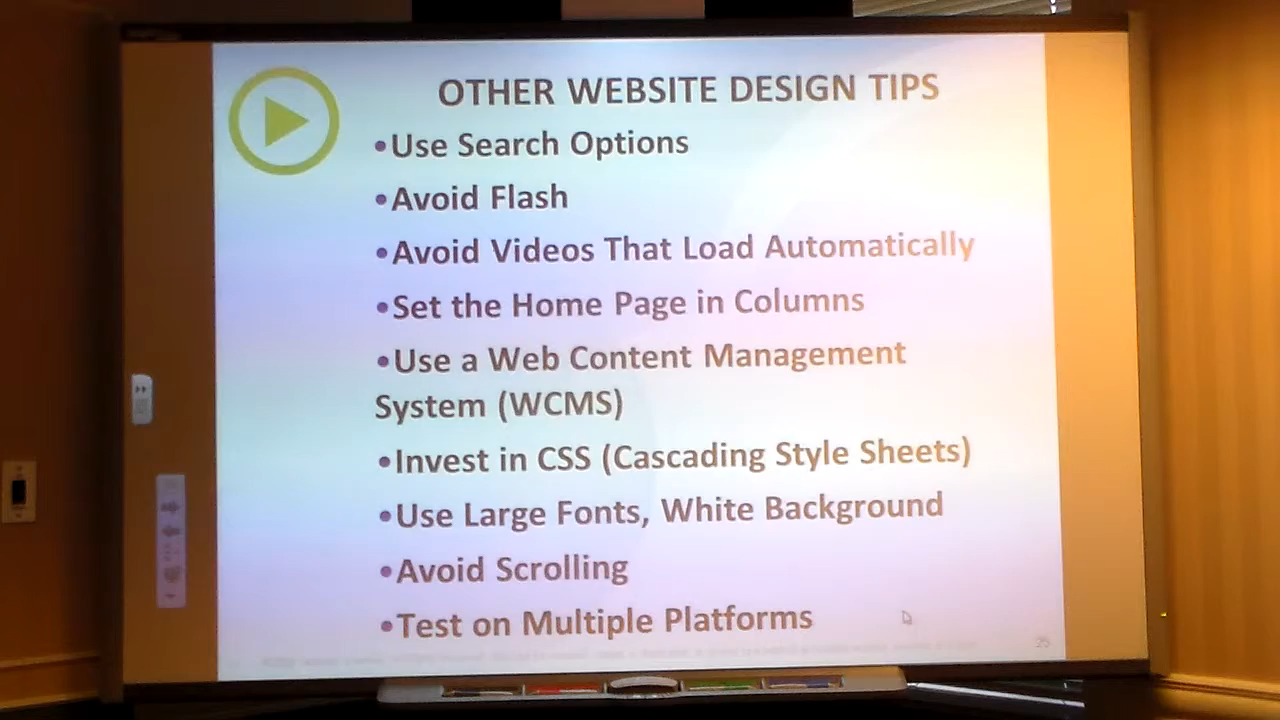 OTHER WEBSITE DESIGN TIPS
•Use Search Options
•Avoid Flash
•Avoid Videos That Load Automatically
•Set the Home Page in Columns
•Use a Web Content Management
System (WCMS)
•Invest in CSS (Cascading Style Sheets)
•Use Large Fonts, White Background
•Avoid Scrolling
•Test on Multiple Platforms
25